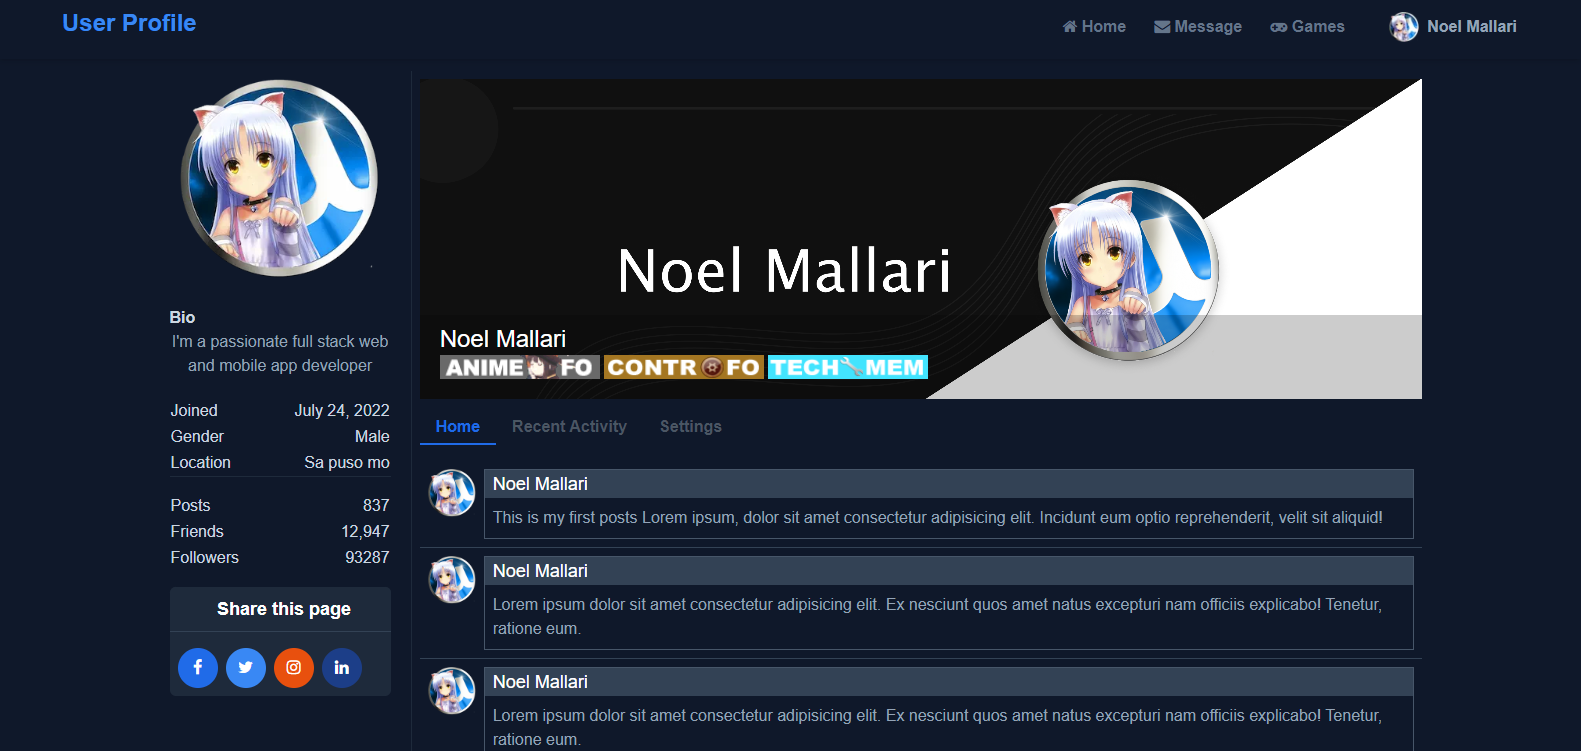 User Profile
Home Message Games Noel Mallari
Bio
I'm a passionate full stack web
and mobile app developer
Joined July 24, 2022
Gender Male
Location Sa puso mo
Posts 837
Friends 12,947
Followers 93287
Share this page
Noel Mallari
Noel Mallari
ANIME FO CONTR FO TECH MEM
Home Recent Activity Settings
Noel Mallari
This is my first posts Lorem ipsum, dolor sit amet consectetur adipisicing elit. Incidunt eum optio reprehenderit, velit sit aliquid!
Noel Mallari
Lorem ipsum dolor sit amet consectetur adipisicing elit. Ex nesciunt quos amet natus excepturi nam officiis explicabo! Tenetur,
ratione eum.
Noel Mallari
Lorem ipsum dolor sit amet consectetur adipisicing elit. Ex nesciunt quos amet natus excepturi nam officiis explicabo! Tenetur,
ratione eum.